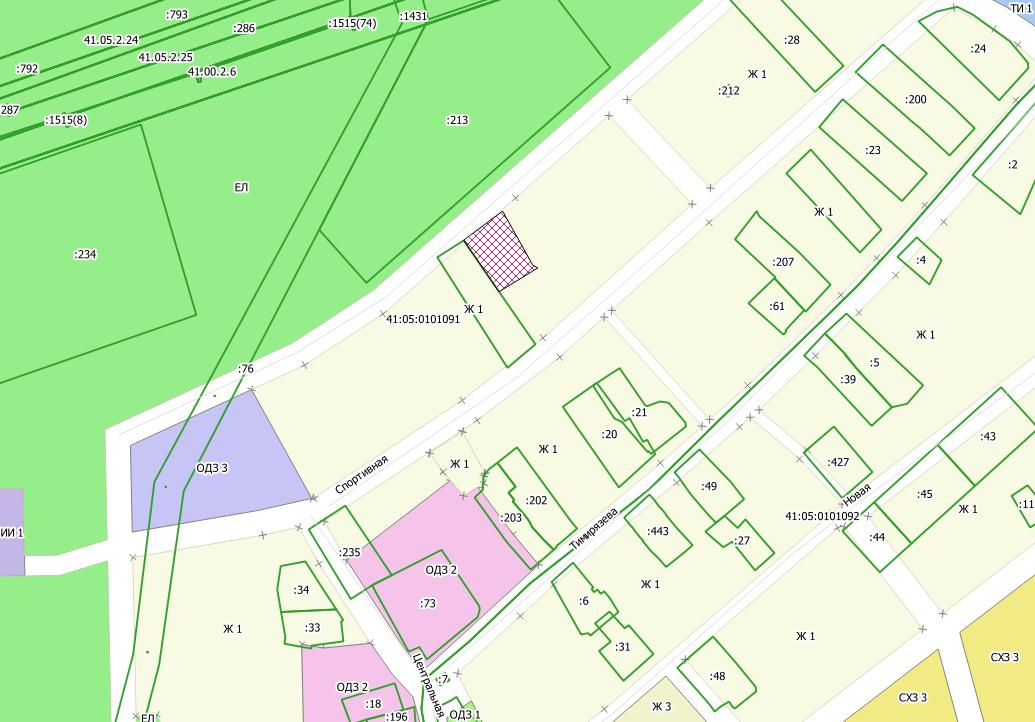 ТИ 1
:793
:1431
:1515(74)
:286
41.05.2.24
:28
:24
41.05.2.25
:792
41.00.2.6
Ж 1
:212
:200
287
:1515(8)
:213
:23
:2
ЕЛ
Ж 1
:234
:207
:4
:61
Ж 1
41:05:0101091
Ж 1
:5
:76
:39
:21
:20
:43
Ж 1
Ж 1
:427
ОДЗ 3
Спортивная
:49
:45
Новая
:202
:203
:11
Ж 1
41:05:0101092
ИИ 1
Тимирязева
:443
:44
:27
:235
ОДЗ 2
Ж 1
:34
:73
:6
:33
Ж 1
Ж 1
:31
СХЗ 3
Центральная
:7
:48
ОДЗ 2
:18
СХЗ 3
Ж 3
:196
ОДЗ 1
ЕЛ